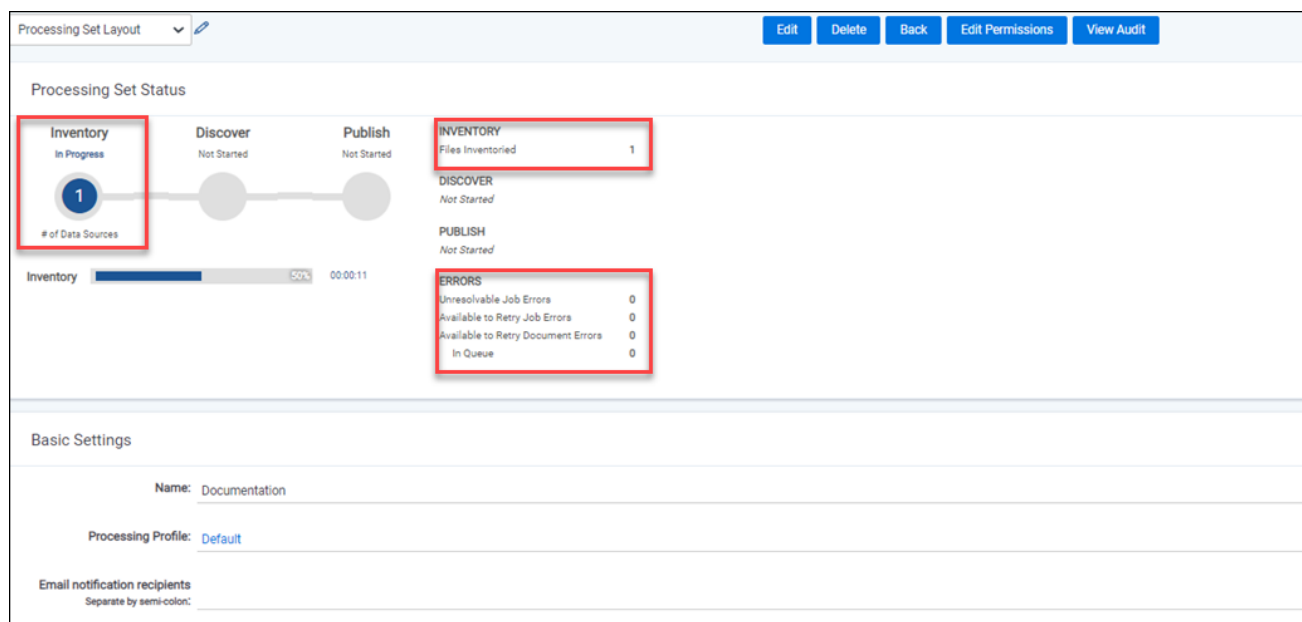 Processing Set Layout
Edit Delete Back Edit Permissions View Audit
Processing Set Status
Inventory Discover Publish
In Progress Not Started Not Started
1
# of Data Sources
Inventory 50% 00:00:11
INVENTORY
Files Inventoried 1
DISCOVER
Not Started
PUBLISH
Not Started
ERRORS
Unresolvable Job Errors 0
Available to Retry Job Errors 0
Available to Retry Document Errors 0
In Queue 0
Basic Settings
Name: Documentation
Processing Profile: Default
Email notification recipients
Separate by semi-colon: